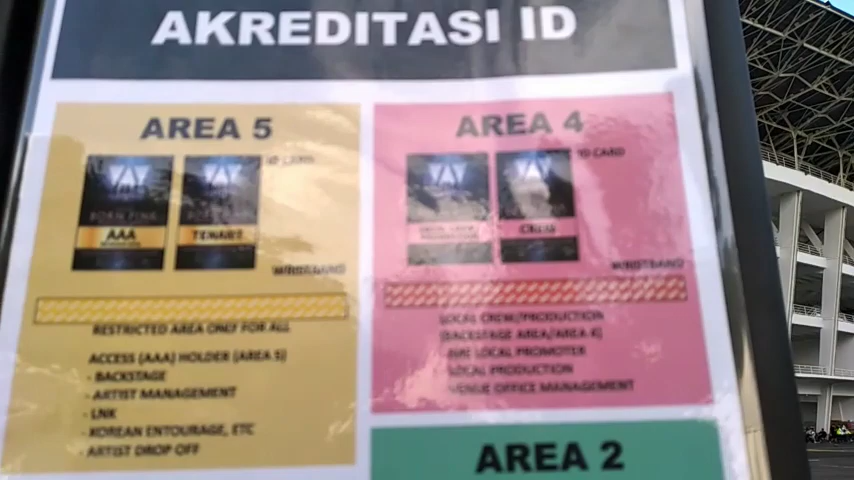 AKREDITASI ID
AREA 5
ID CARD
BORN PINK
AAA
TENANT
WRISTBAND
RESTRICTED AREA ONLY FOR ALL
ACCESS (AAA) HOLDER (AREA 5)
- BACKSTAGE
- ARTIST MANAGEMENT
- LNK
- KOREAN ENTOURAGE, ETC
- ARTIST DROP OFF
AREA 4
ID CARD
CREW
WRISTBAND
LOCAL CREW/PRODUCTION
(BACKSTAGE AREA/AREA 4)
LOCAL PROMOTER
LOCAL PRODUCTION
VENUE OFFICE MANAGEMENT
AREA 2